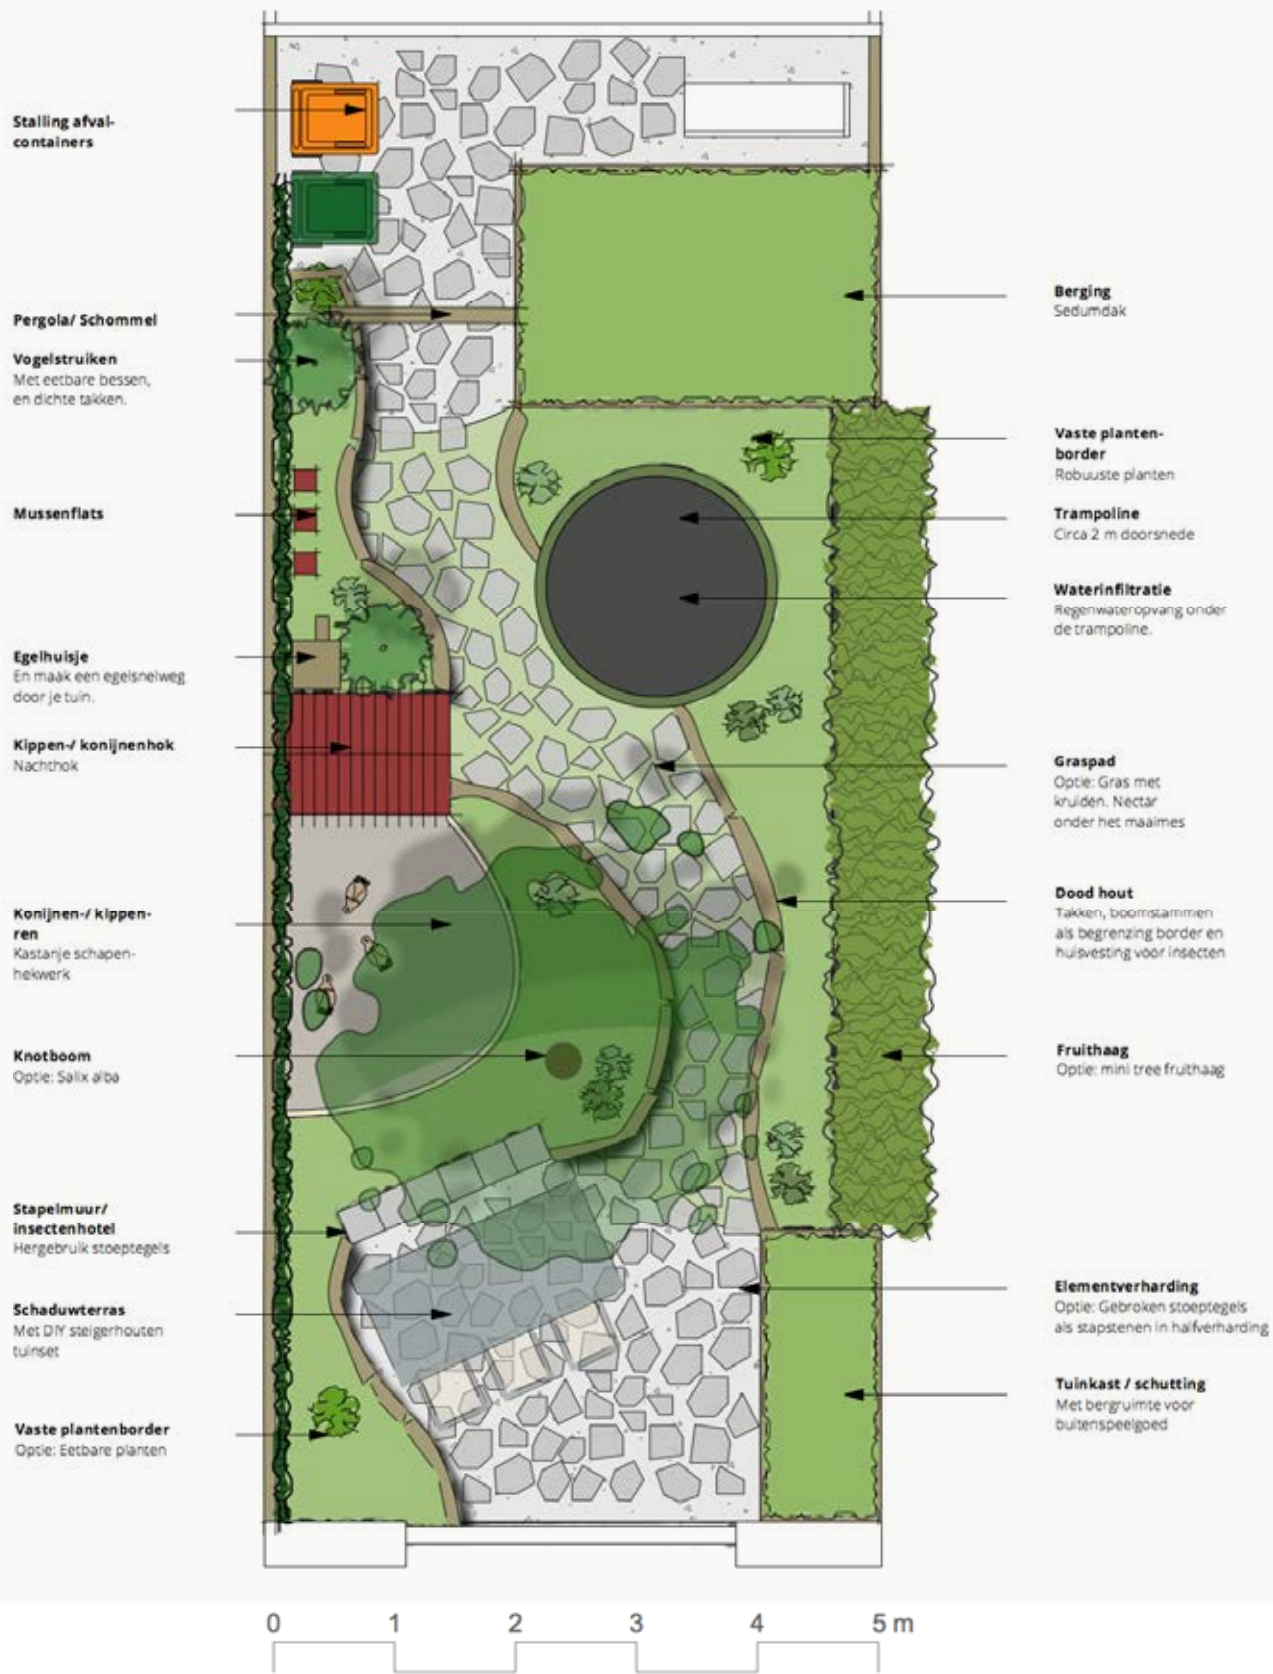 Stalling afval-
containers
Pergola/ Schommel
Vogelstruiken
Met eetbare bessen,
en dichte takken.
Mussenflats
Egelhuisje
En maak een egelsnelweg
door je tuin.
Kippen-/ konijnenhok
Nachthok
Konijnen-/ kippen-
ren
Kastanje schapen-
hekwerk
Knotboom
Optie: Salix alba
Stapelmuur/
insectenhotel
Hergebruik stoeptegels
Schaduwterras
Met DIY steigerhouten
tuinset
Vaste plantenborder
Optie: Eetbare planten
Berging
Sedumdak
Vaste planten-
border
Robuuste planten
Trampoline
Circa 2 m doorsnede
Waterinfiltratie
Regenwateropvang onder
de trampoline.
Graspad
Optie: Gras met
kruiden. Nectar
onder het maaimes
Dood hout
Takken, boomstammen
als begrenzing border en
huisvesting voor insecten
Fruithaag
Optie: mini tree fruithaag
Elementverharding
Optie: Gebroken stoeptegels
als stapstenen in halfverharding
Tuinkast / schutting
Met bergruimte voor
buitenspeelgoed
0 1 2 3 4 5 m